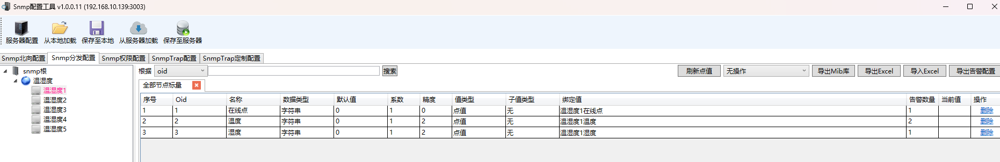 Snmp配置工具 v1.0.0.11 (192.168.10.139:3003)
服务器配置 从本地加载 保存至本地 从服务器加载 保存至服务器
Snmp北向配置 Snmp分发配置 Snmp权限配置 SnmpTrap配置 SnmpTrap定制配置
snmp根
温湿度
温湿度1
温湿度2
温湿度3
温湿度4
温湿度5
根据 oid 搜索 刷新点值 无操作 导出Mib库 导出Excel 导入Excel 导出告警配置
全部节点标量
序号 Oid 名称 数据类型 默认值 系数 精度 值类型 子值类型 绑定值 告警数量 当前值 操作
1 1 在线点 字符串 0 1 0 点值 无 温湿度1在线点 1 删除
2 2 温度 字符串 0 1 2 点值 无 温湿度1温度 2 删除
3 3 湿度 字符串 0 1 2 点值 无 温湿度1湿度 1 删除